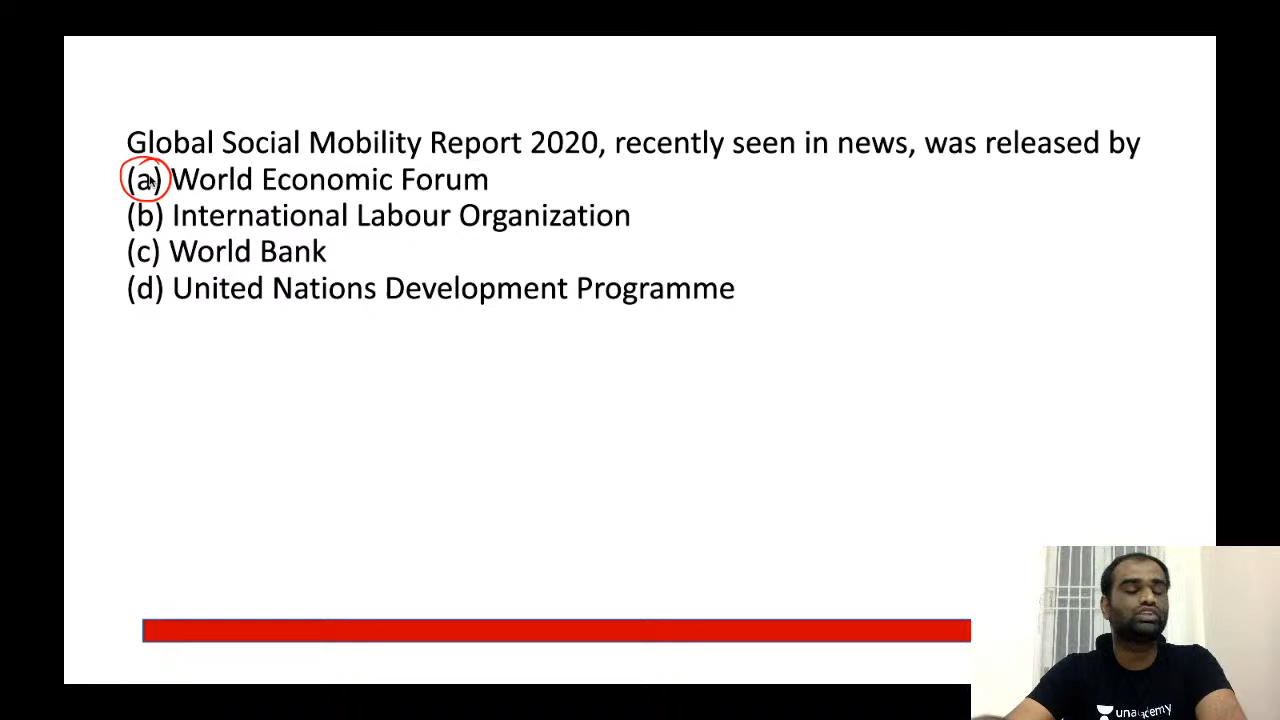 Global Social Mobility Report 2020, recently seen in news, was released by
(a) World Economic Forum
(b) International Labour Organization
(c) World Bank
(d) United Nations Development Programme
unacademy